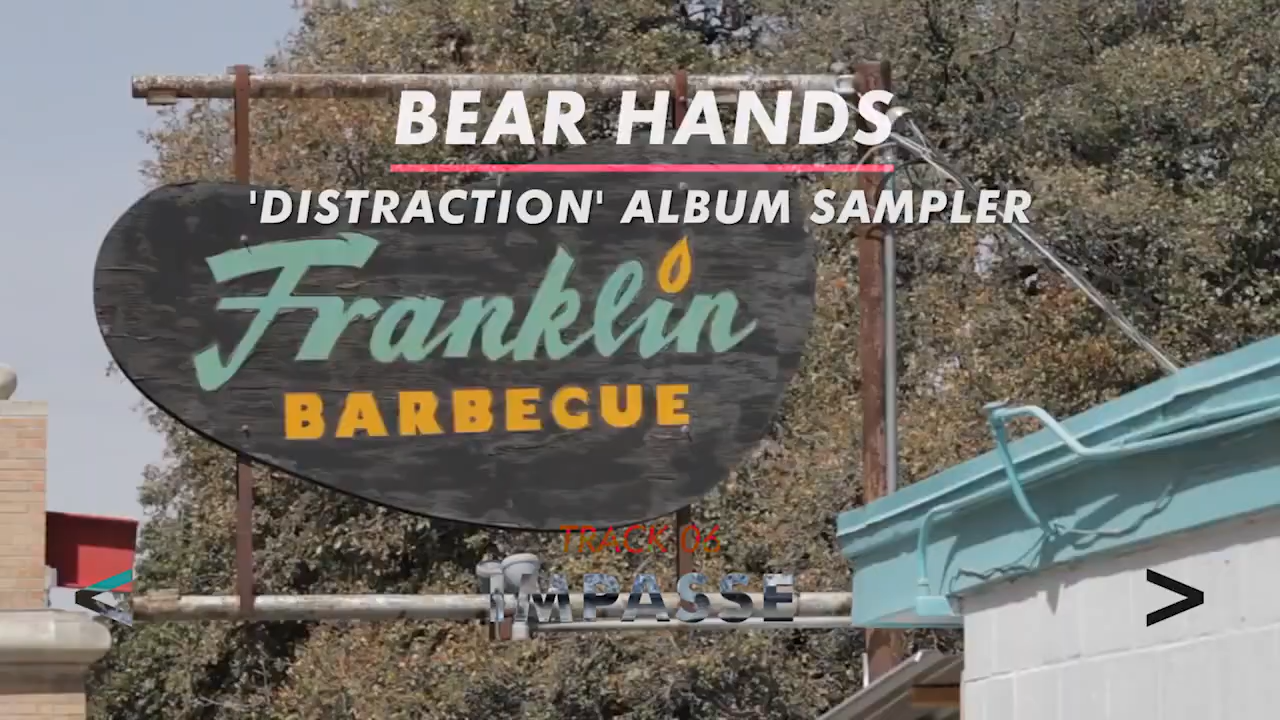 BEAR HANDS
'DISTRACTION' ALBUM SAMPLER
Franklin
BARBECUE
TRACK 06
IMPASSE
< >